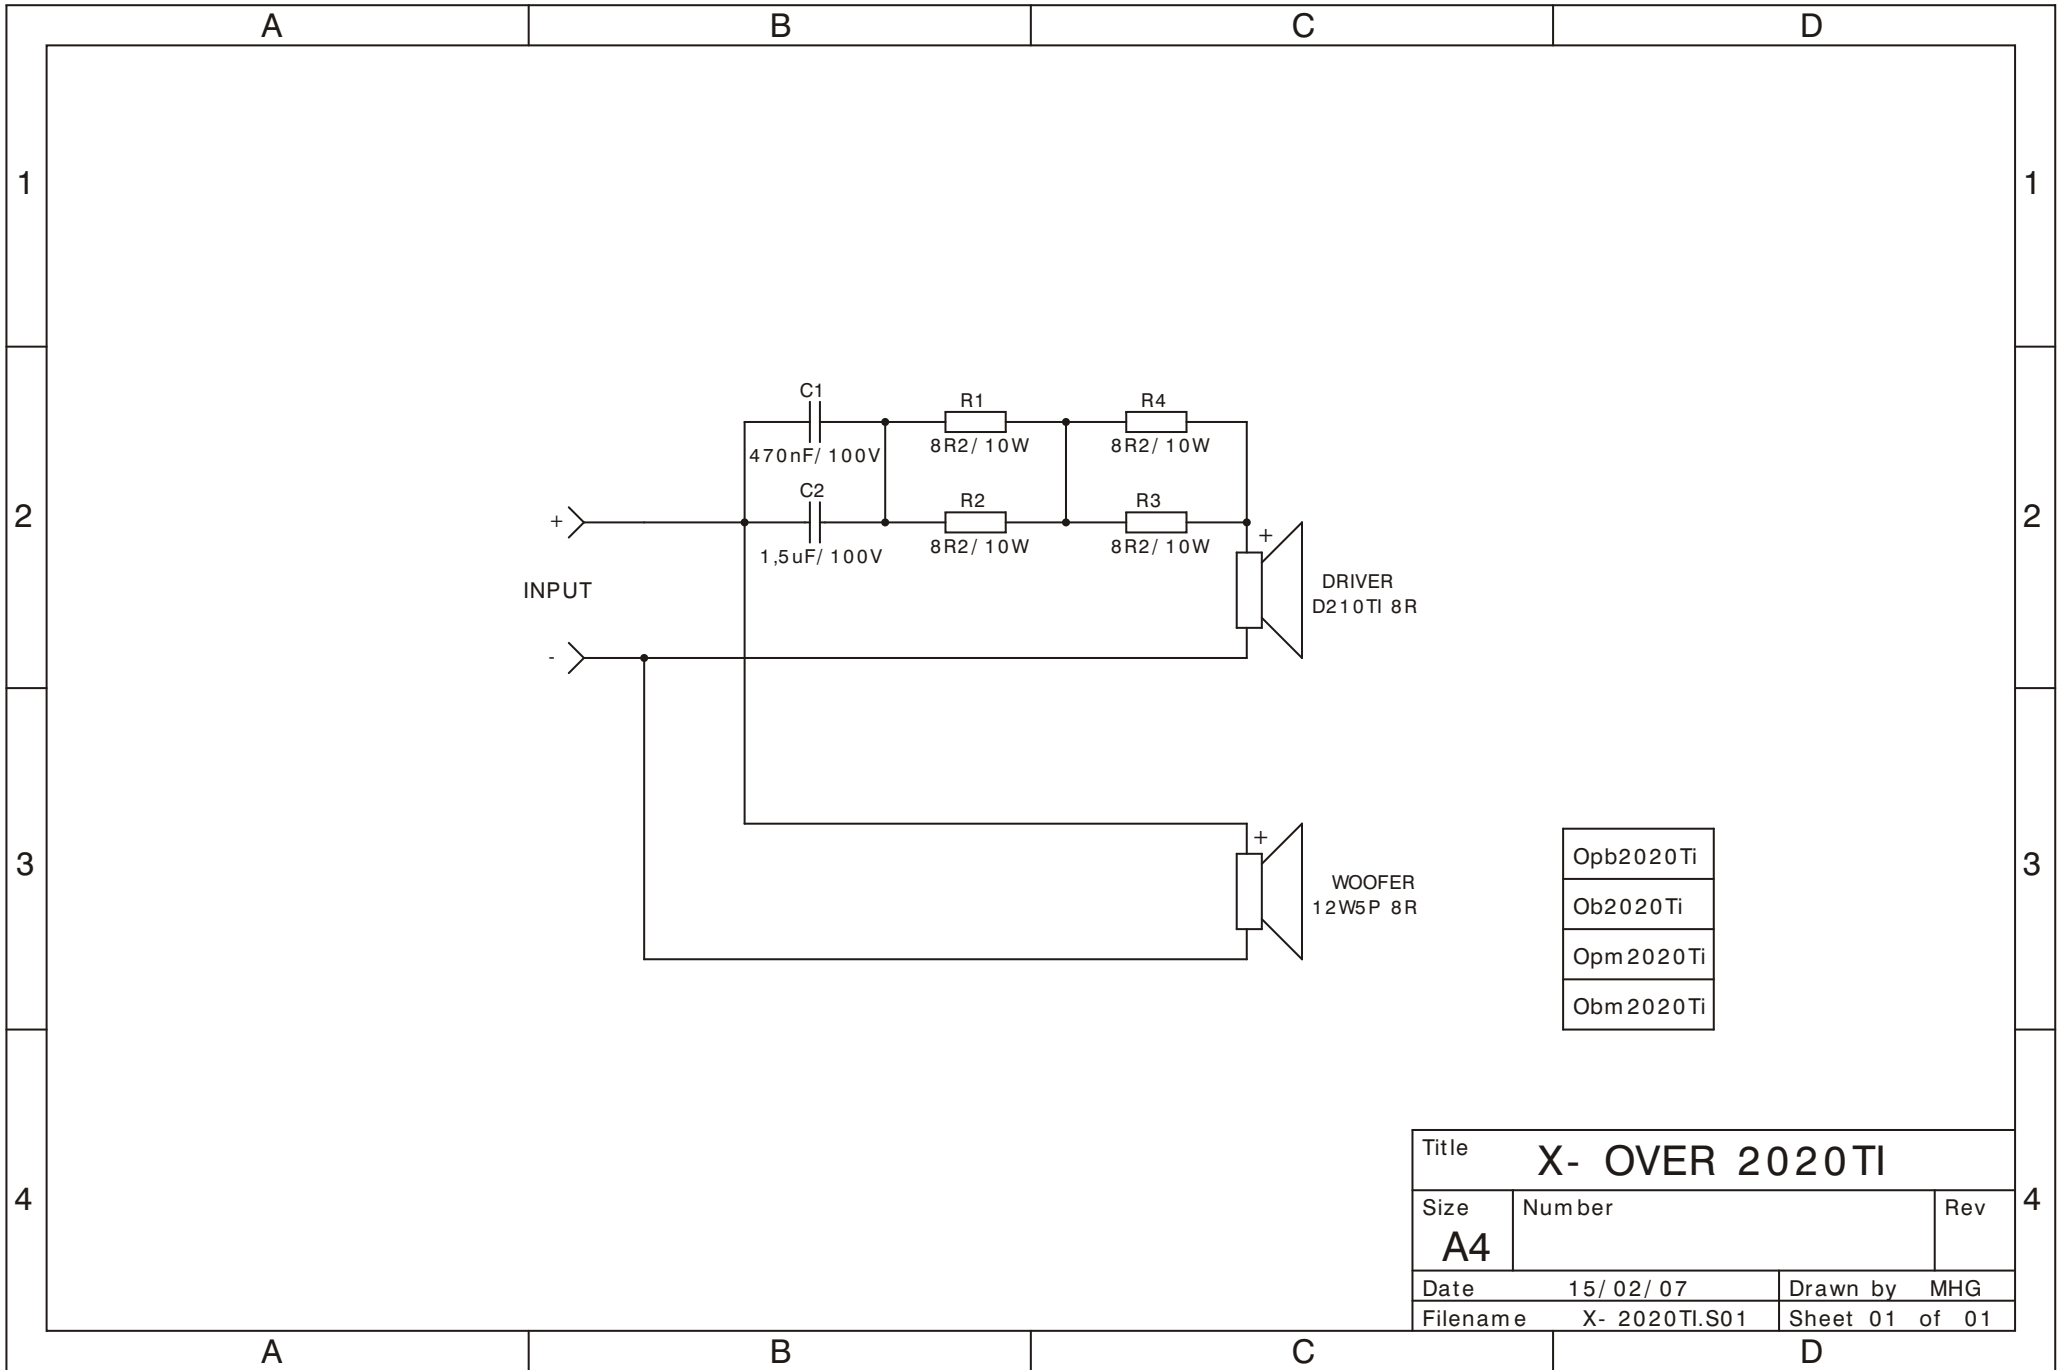 A B C D
1 1
C1
R1 R4
8R2/ 10W 8R2/ 10W
470nF/ 100V
C2
R2 R3
2 2
+
+
8R2/ 10W 8R2/ 10W
1,5uF/ 100V
INPUT
DRIVER
D210TI 8R
-
+
Opb2020Ti
3 3
WOOFER
12W5P 8R
Ob2020Ti
Opm2020Ti
Obm2020Ti
Title X- OVER 2020TI
4 4
Size Number Rev
A4
Date 15/ 02/ 07 Drawn by MHG
Filename X- 2020TI.S01 Sheet 01 of 01
A B C D